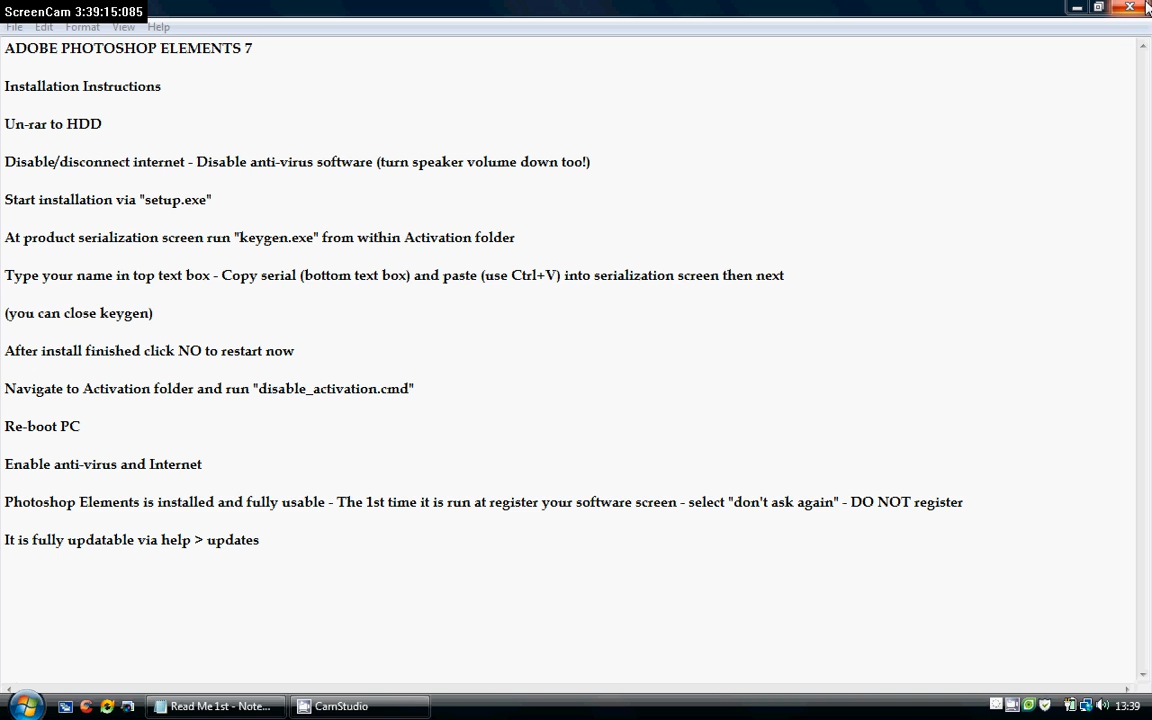 ScreenCam 3:39:15:085
File Edit Format View Help
ADOBE PHOTOSHOP ELEMENTS 7
Installation Instructions
Un-rar to HDD
Disable/disconnect internet - Disable anti-virus software (turn speaker volume down too!)
Start installation via "setup.exe"
At product serialization screen run "keygen.exe" from within Activation folder
Type your name in top text box - Copy serial (bottom text box) and paste (use Ctrl+V) into serialization screen then next
(you can close keygen)
After install finished click NO to restart now
Navigate to Activation folder and run "disable_activation.cmd"
Re-boot PC
Enable anti-virus and Internet
Photoshop Elements is installed and fully usable - The 1st time it is run at register your software screen - select "don't ask again" - DO NOT register
It is fully updatable via help > updates
Read Me 1st - Note... CamStudio 13:39